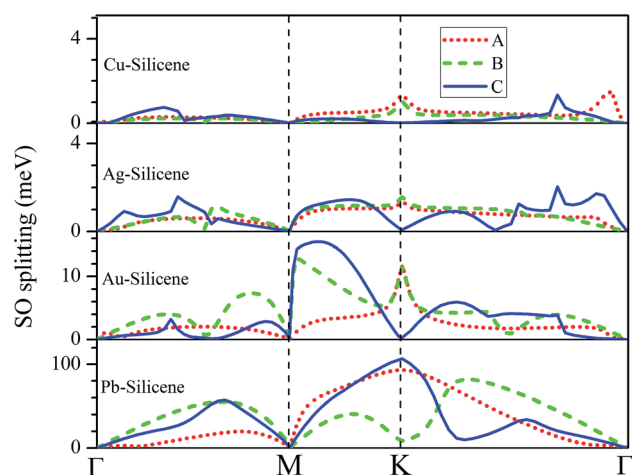 SO splitting (meV)
4
Cu-Silicene
0
A
B
C
4
Ag-Silicene
0
10
Au-Silicene
0
100
Pb-Silicene
0
Γ M K Γ